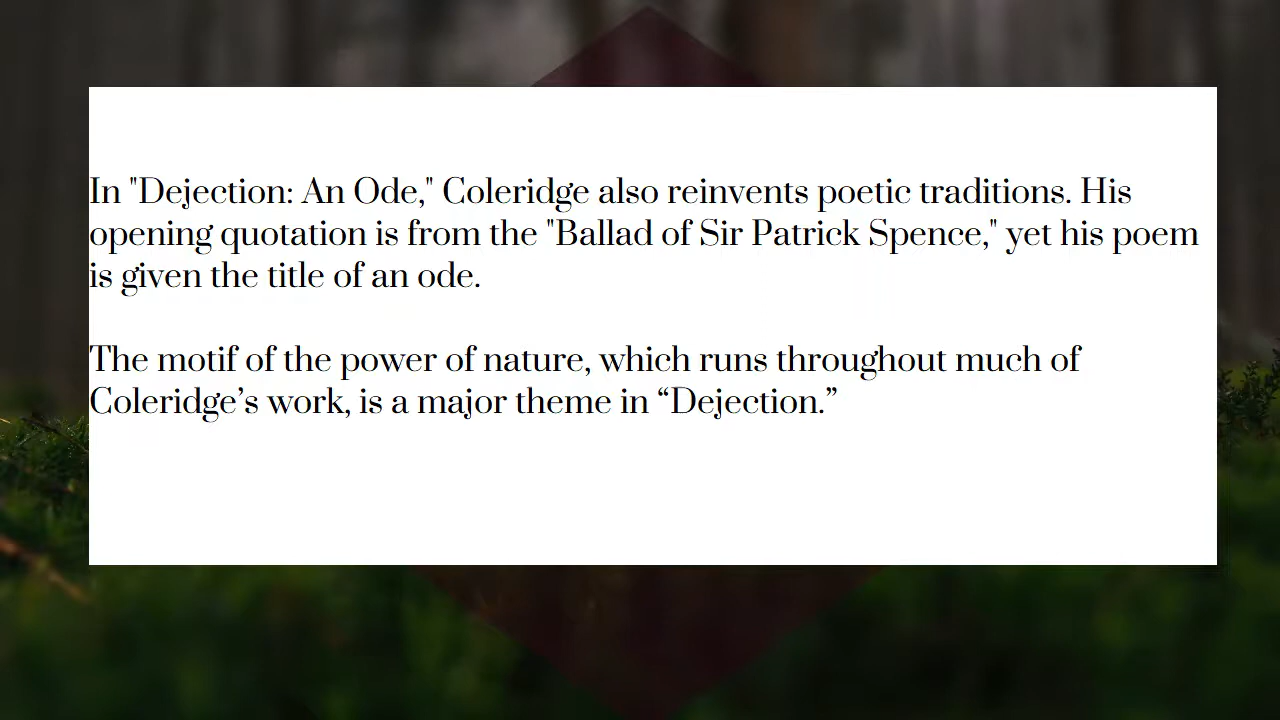 In "Dejection: An Ode," Coleridge also reinvents poetic traditions. His
opening quotation is from the "Ballad of Sir Patrick Spence," yet his poem
is given the title of an ode.
The motif of the power of nature, which runs throughout much of
Coleridge’s work, is a major theme in “Dejection.”